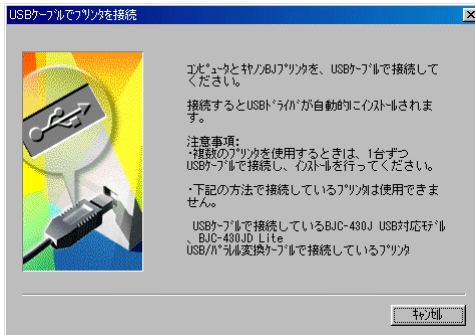 USBｹｰﾌﾞﾙでﾌﾟﾘﾝﾀを接続
ｺﾝﾋﾟｭｰﾀとｷﾔﾉﾝBJﾌﾟﾘﾝﾀを、USBｹｰﾌﾞﾙで接続して
ください。
接続するとUSBﾄﾞﾗｲﾊﾞが自動的にｲﾝｽﾄｰﾙされま
す。
注意事項:
･複数のﾌﾟﾘﾝﾀを使用するときは、1台ずつ
USBｹｰﾌﾞﾙで接続し、ｲﾝｽﾄｰﾙを行ってください。
･下記の方法で接続しているﾌﾟﾘﾝﾀは使用できま
せん。
USBｹｰﾌﾞﾙで接続しているBJC-430J USB対応ﾓﾃﾞﾙ
、BJC-430JD Lite
USB/ﾊﾟﾗﾚﾙ変換ｹｰﾌﾞﾙで接続しているﾌﾟﾘﾝﾀ
ｷｬﾝｾﾙ